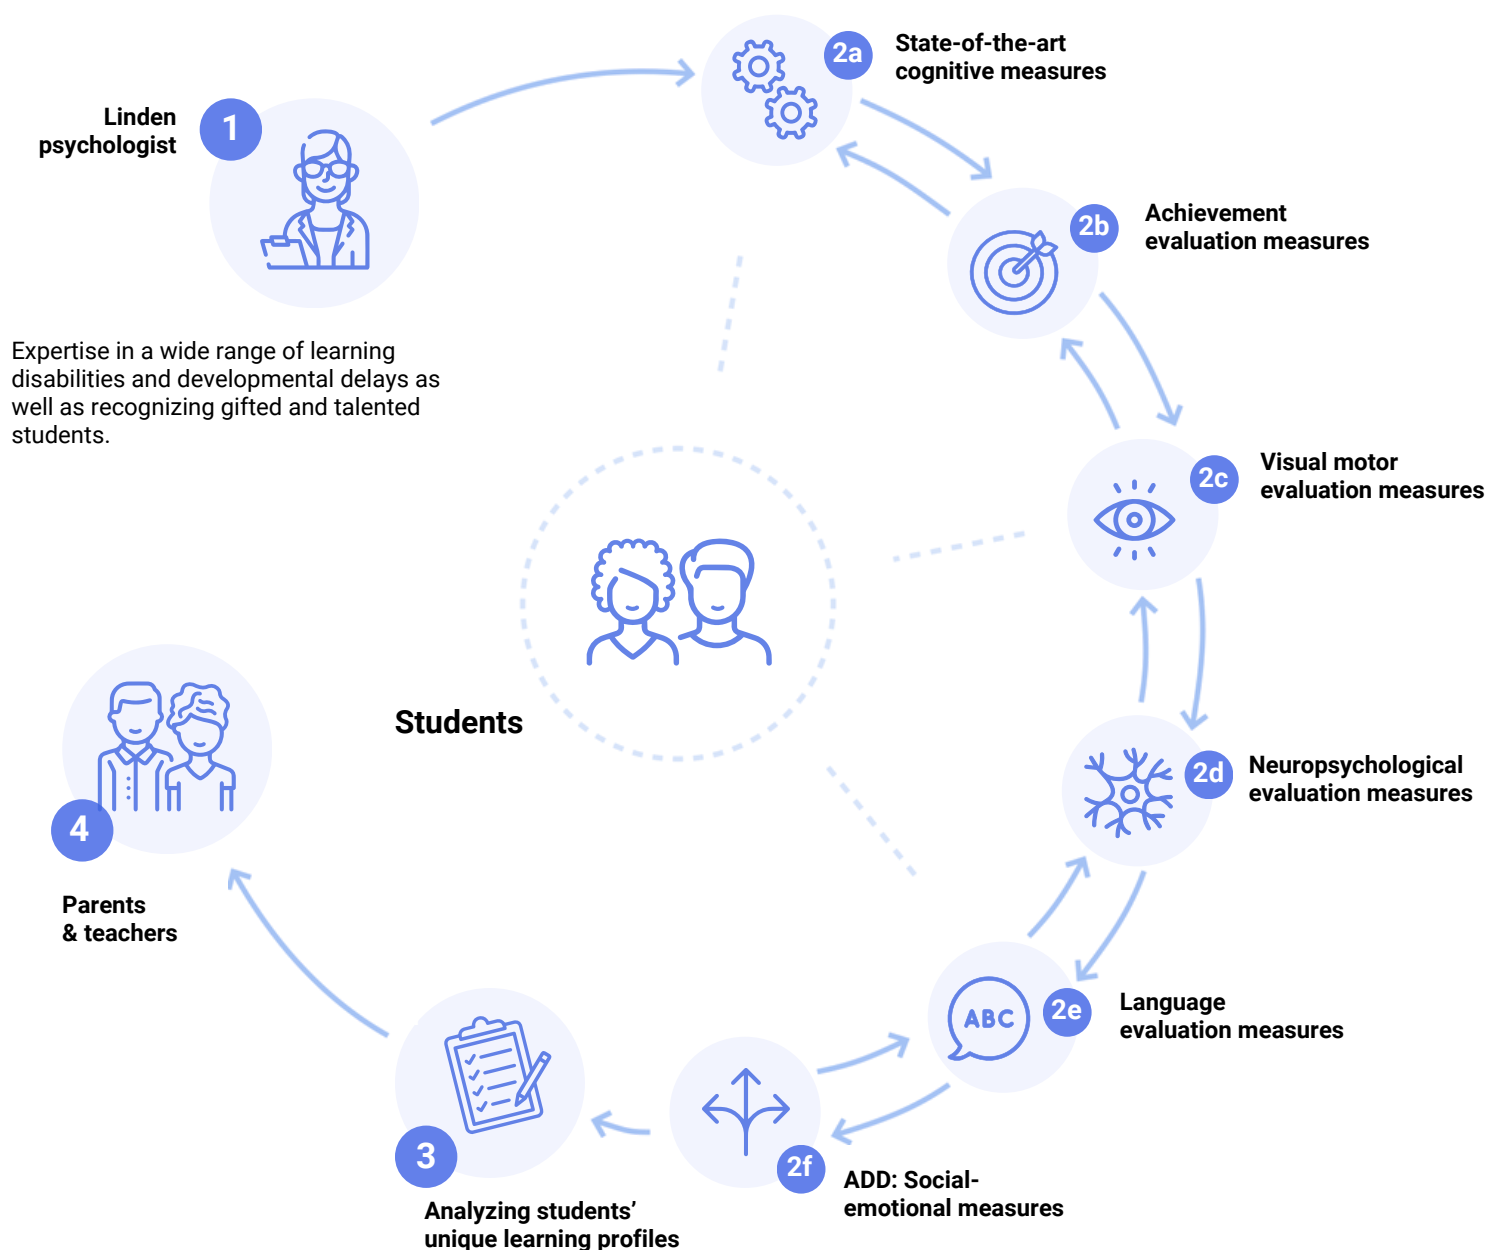 1
Linden
psychologist
Expertise in a wide range of learning
disabilities and developmental delays as
well as recognizing gifted and talented
students.
2a
State-of-the-art
cognitive measures
2b
Achievement
evaluation measures
2c
Visual motor
evaluation measures
2d
Neuropsychological
evaluation measures
ABC
2e
Language
evaluation measures
2f
ADD: Social-
emotional measures
3
Analyzing students’
unique learning profiles
4
Parents
& teachers
Students